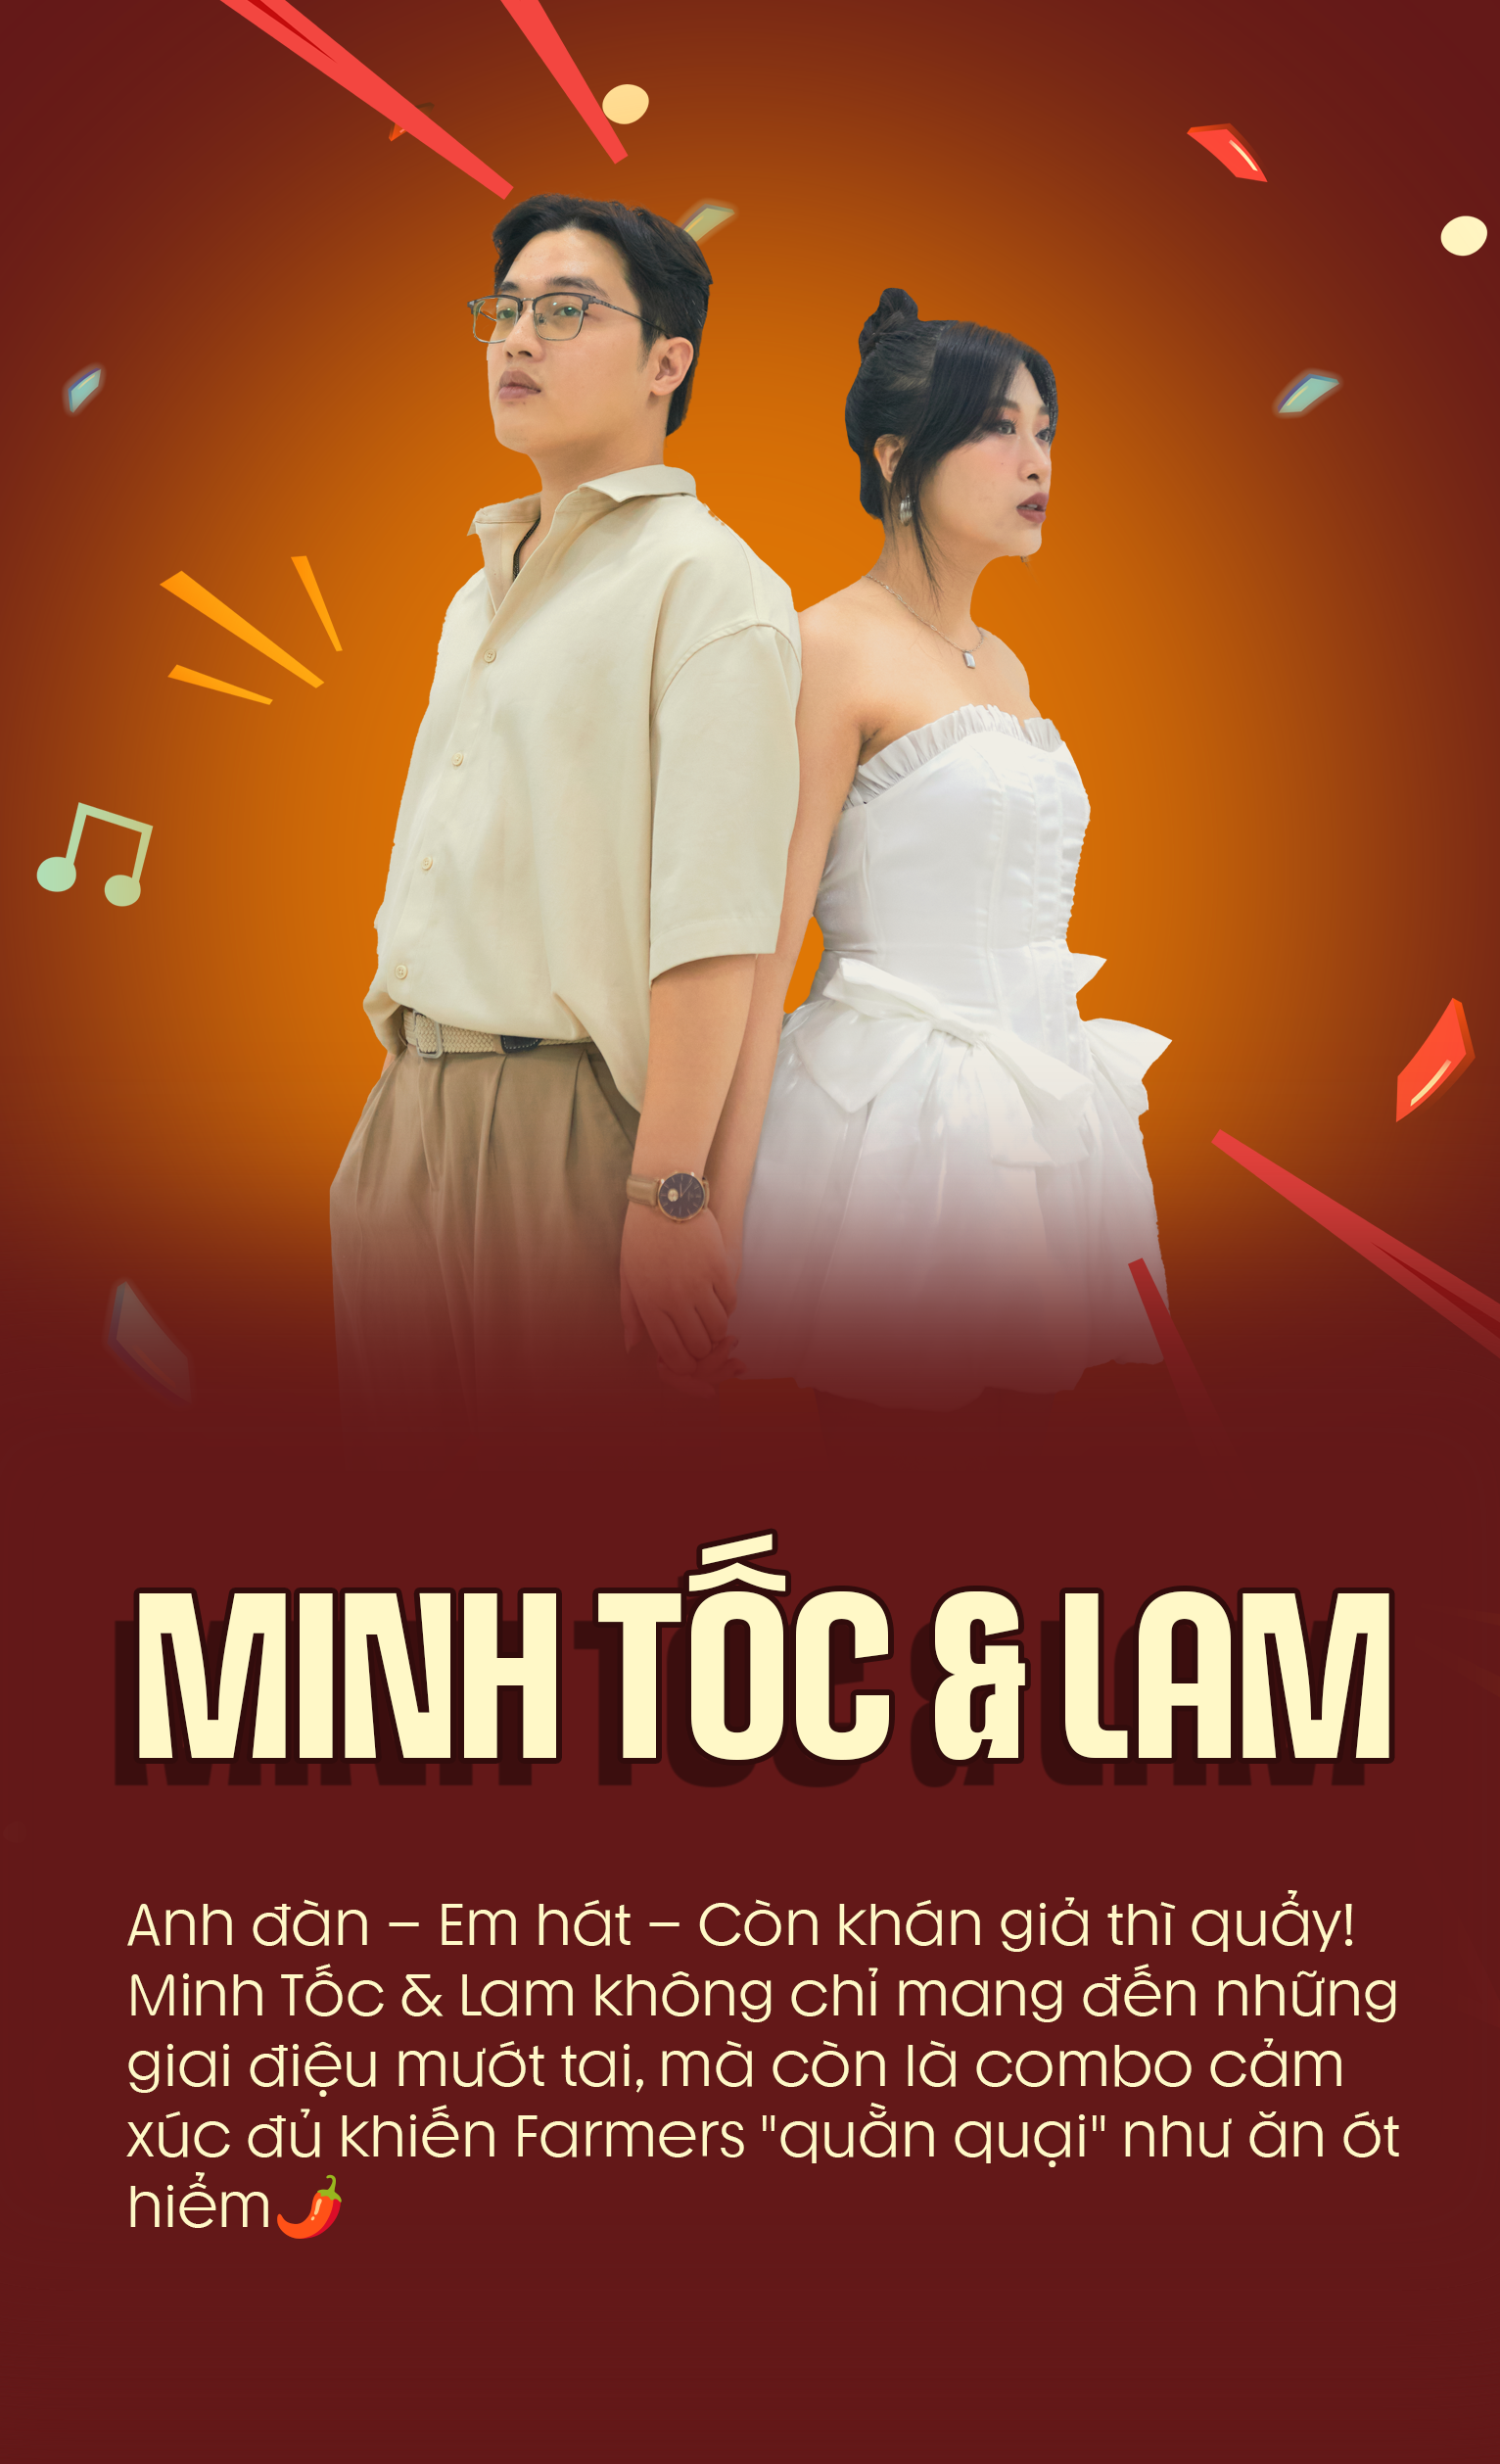 MINH TỐC & LAM
Anh đàn – Em hát – Còn khán giả thì quẩy!
Minh Tốc & Lam không chỉ mang đến những
giai điệu mướt tai, mà còn là combo cảm
xúc đủ khiến Farmers "quằn quại" như ăn ớt
hiểm🌶️